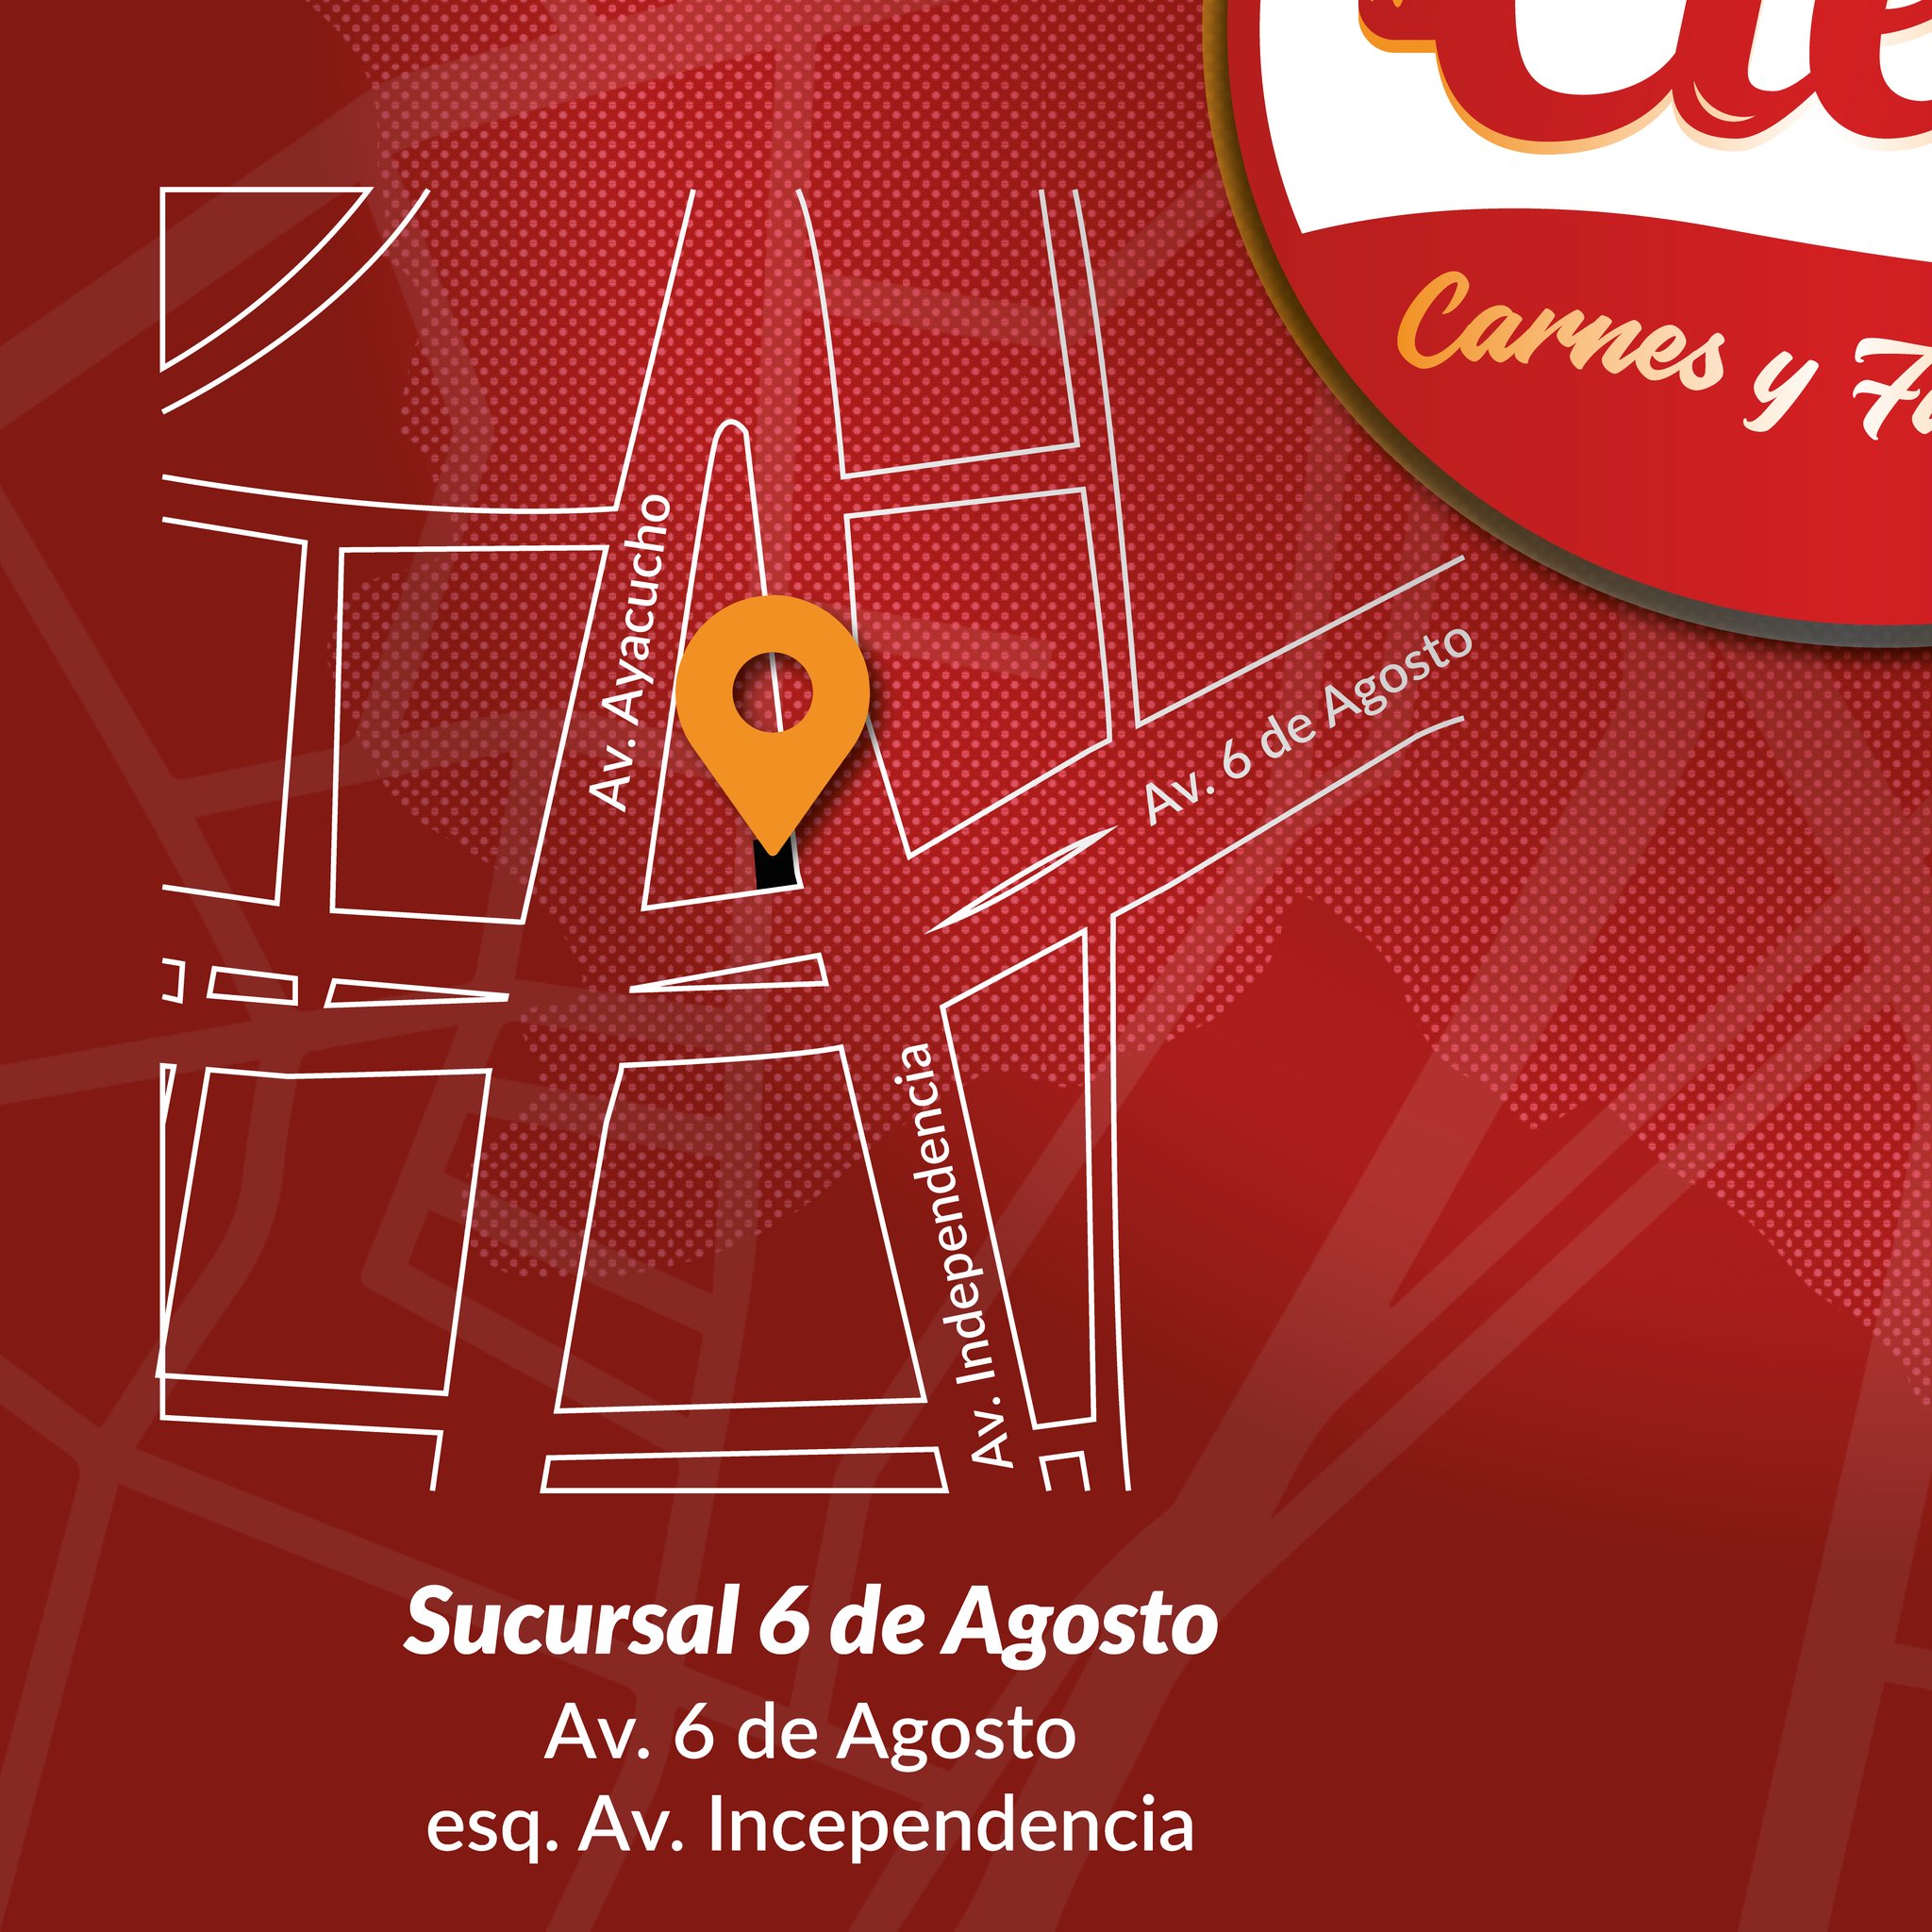 Carnes y
Av. Ayacucho
Av. 6 de Agosto
Av. Independencia
Sucursal 6 de Agosto
Av. 6 de Agosto
esq. Av. Incependencia